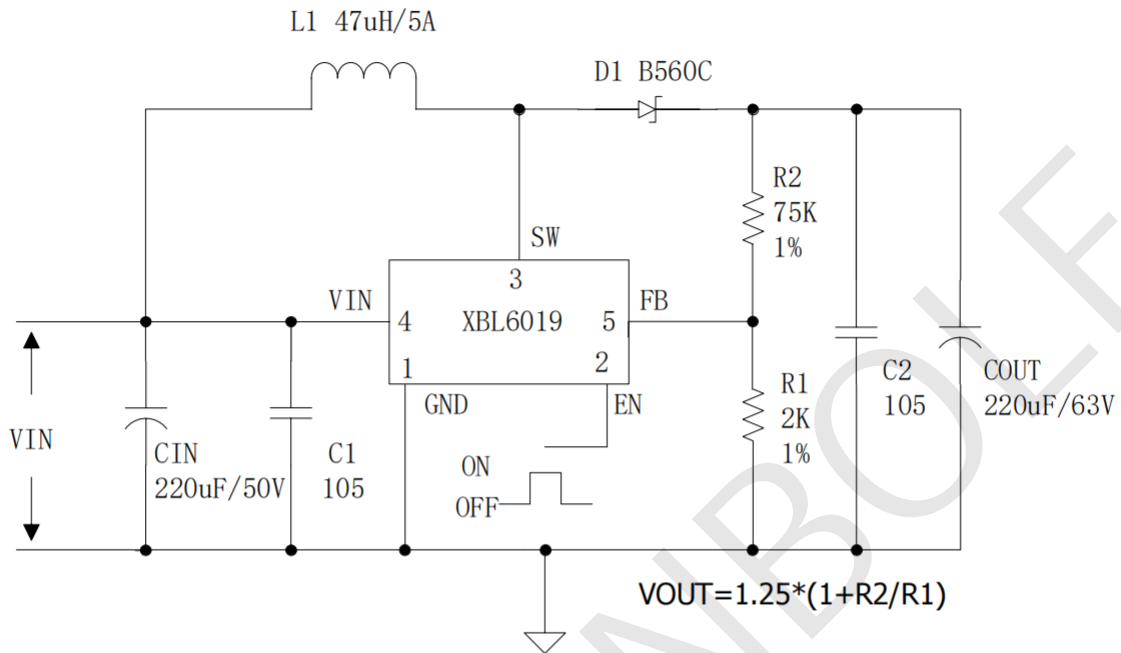 L1 47uH/5A
D1 B560C
R2
75K
1%
SW
3
VIN
4
XBL6019
5
FB
1
2
GND
EN
R1
2K
1%
C2
105
COUT
220uF/63V
VIN
CIN
220uF/50V
C1
105
ON
OFF
VOUT=1.25*(1+R2/R1)